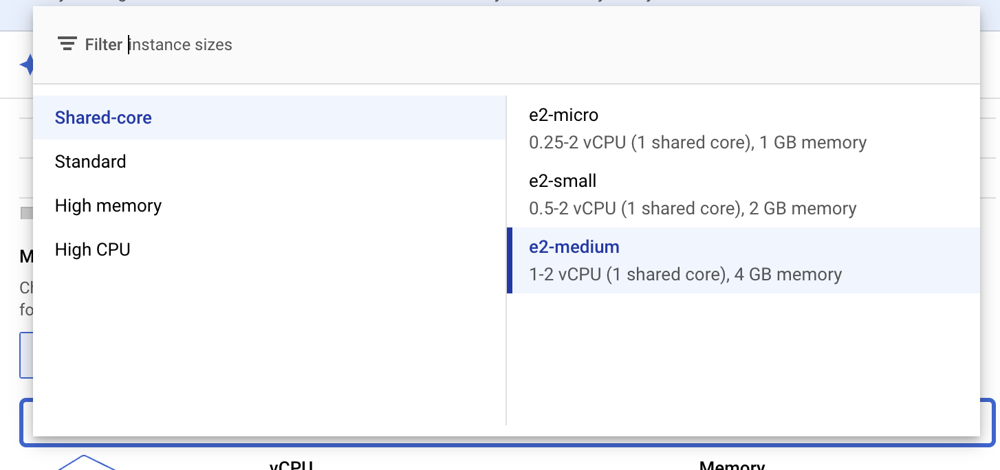 Filter instance sizes
Shared-core
Standard
High memory
High CPU
e2-micro
0.25-2 vCPU (1 shared core), 1 GB memory
e2-small
0.5-2 vCPU (1 shared core), 2 GB memory
e2-medium
1-2 vCPU (1 shared core), 4 GB memory
vCPU
Memory